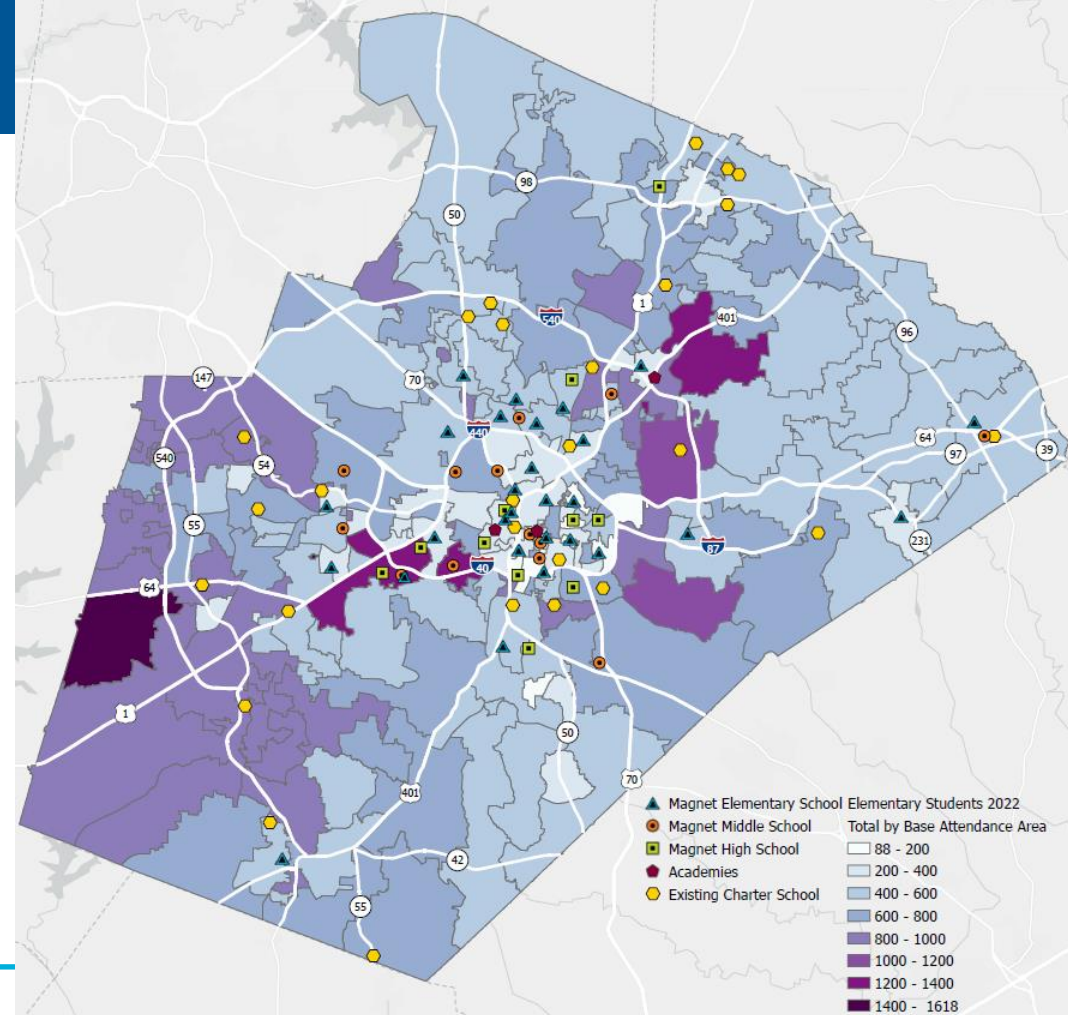 98
50
1
540
401
96
70
147
440
64
97
39
540
54
231
55
87
40
64
1
50
70
401
42
55
Magnet Elementary School Elementary Students 2022
Magnet Middle School Total by Base Attendance Area
Magnet High School 88 - 200
Academies 200 - 400
Existing Charter School 400 - 600
600 - 800
800 - 1000
1000 - 1200
1200 - 1400
1400 - 1618